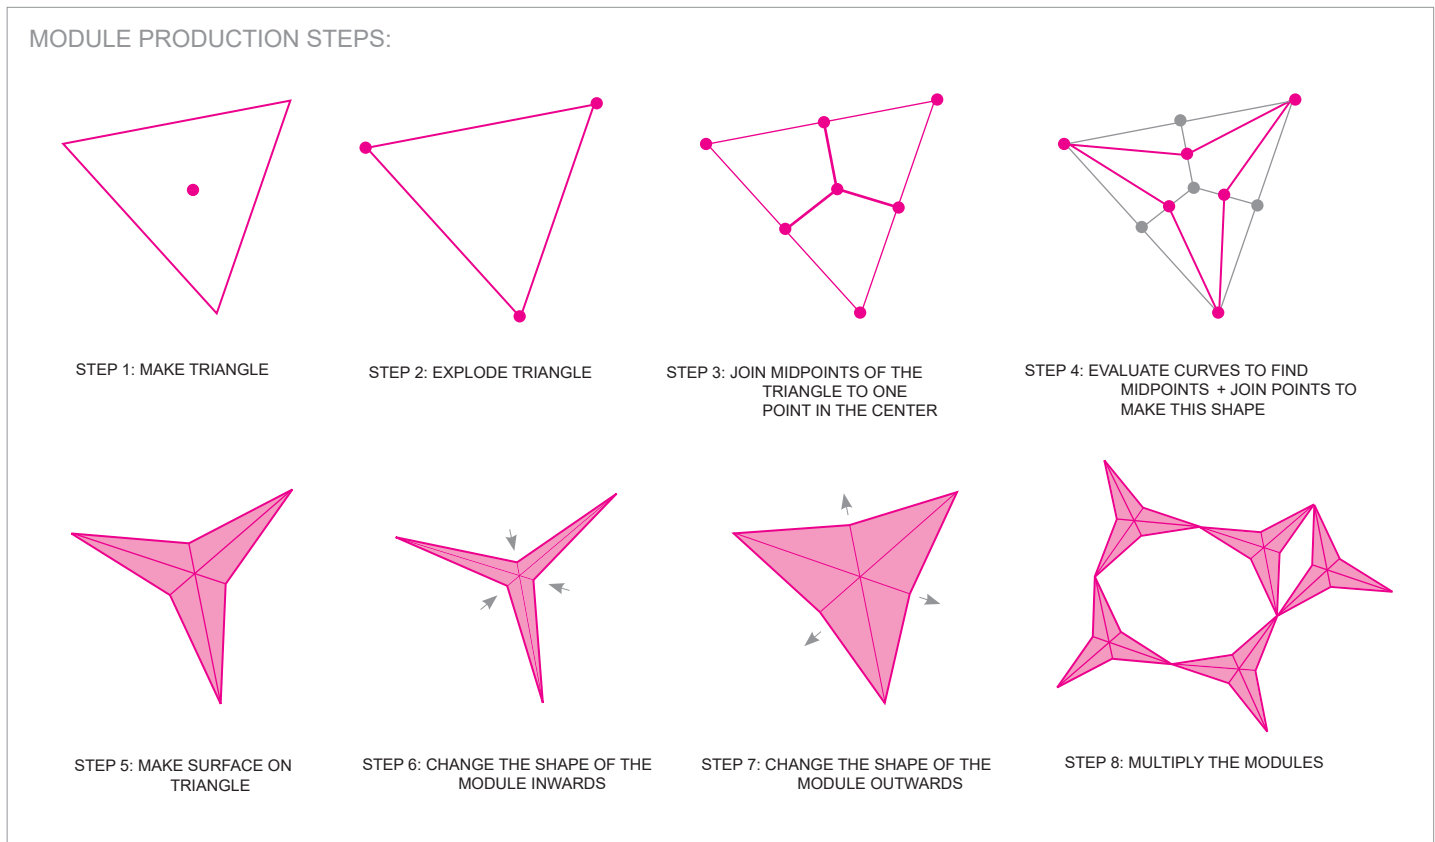 MODULE PRODUCTION STEPS:
STEP 1: MAKE TRIANGLE
STEP 2: EXPLODE TRIANGLE
STEP 3: JOIN MIDPOINTS OF THE
TRIANGLE TO ONE
POINT IN THE CENTER
STEP 4: EVALUATE CURVES TO FIND
MIDPOINTS + JOIN POINTS TO
MAKE THIS SHAPE
STEP 5: MAKE SURFACE ON
TRIANGLE
STEP 6: CHANGE THE SHAPE OF THE
MODULE INWARDS
STEP 7: CHANGE THE SHAPE OF THE
MODULE OUTWARDS
STEP 8: MULTIPLY THE MODULES